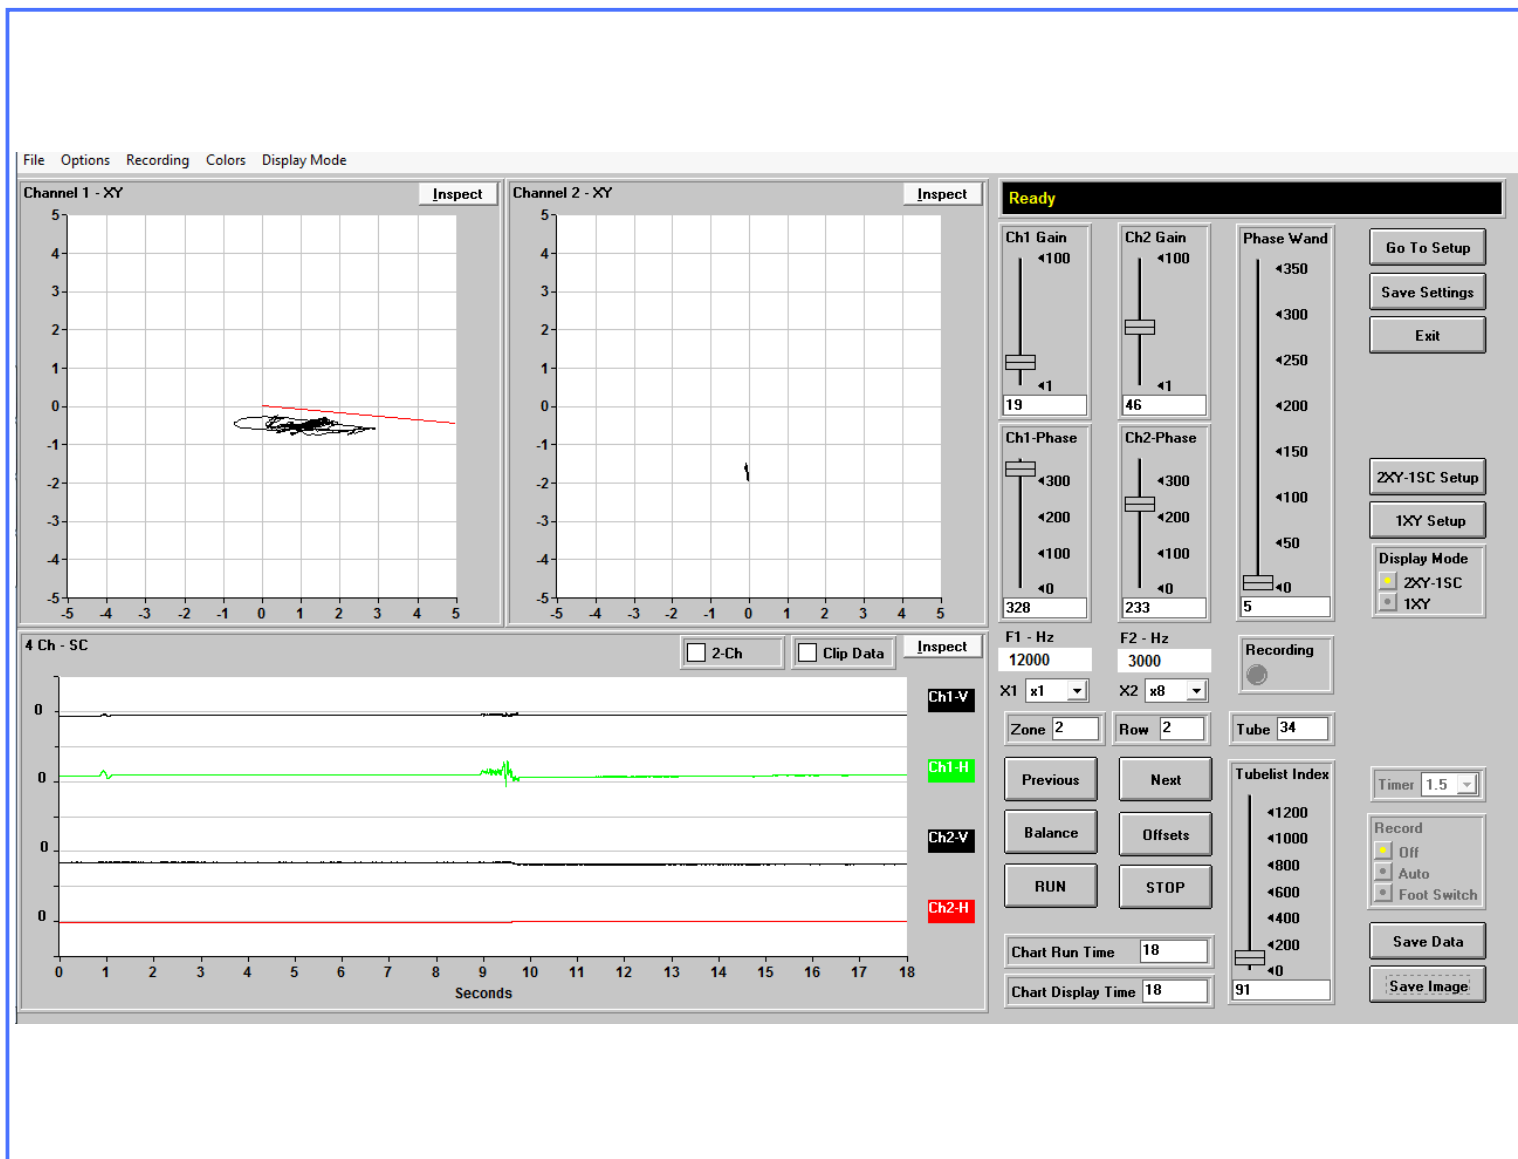 File Options Recording Colors Display Mode
Channel 1 - XY
Inspect
5
4
3
2
1
0
-1
-2
-3
-4
-5
-5 -4 -3 -2 -1 0 1 2 3 4 5
Channel 2 - XY
Inspect
5
4
3
2
1
0
-1
-2
-3
-4
-5
-5 -4 -3 -2 -1 0 1 2 3 4 5
Ready
Ch1 Gain
100
1
19
Ch2 Gain
100
1
46
Phase Wand
350
300
250
200
150
100
50
0
5
Go To Setup
Save Settings
Exit
Ch1-Phase
300
200
100
0
328
Ch2-Phase
300
200
100
0
233
2XY-1SC Setup
1XY Setup
Display Mode
2XY-1SC
1XY
4 Ch - SC
2-Ch
Clip Data
Inspect
0
0
0
0
Ch1-V
Ch1-H
Ch2-V
Ch2-H
0 1 2 3 4 5 6 7 8 9 10 11 12 13 14 15 16 17 18
Seconds
F1 - Hz
12000
F2 - Hz
3000
Recording
X1 x1
X2 x8
Zone 2
Row 2
Tube 34
Previous
Next
Balance
Offsets
RUN
STOP
Tubelist Index
1200
1000
800
600
400
200
0
91
Timer 1.5
Record
Off
Auto
Foot Switch
Chart Run Time 18
Chart Display Time 18
Save Data
Save Image